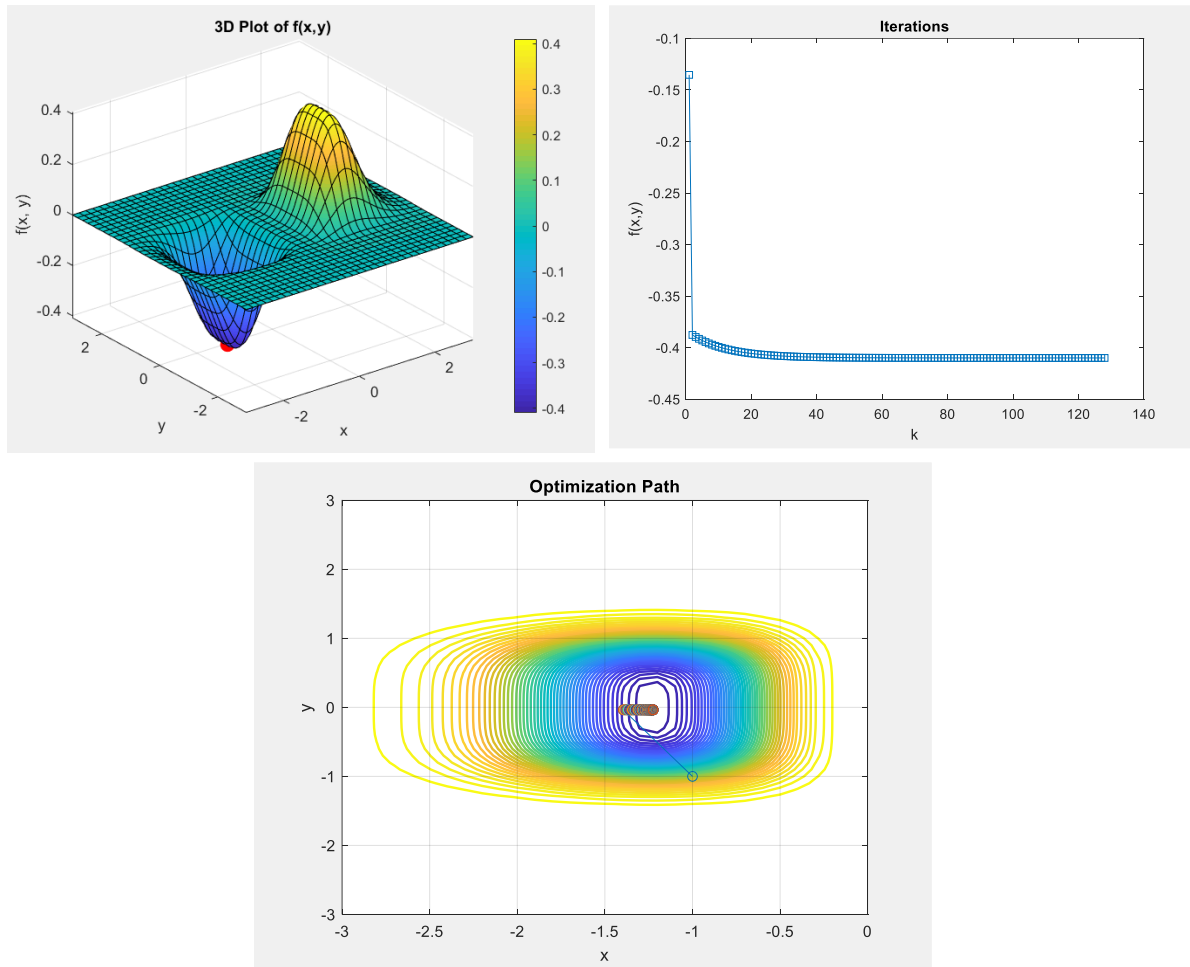 3D Plot of f(x,y)
0.4
0.2
0
-0.2
-0.4
f(x, y)
2
0
-2
y
-2
0
2
x
0.4
0.3
0.2
0.1
0
-0.1
-0.2
-0.3
-0.4
Iterations
-0.1
-0.15
-0.2
-0.25
-0.3
-0.35
-0.4
-0.45
f(x,y)
0 20 40 60 80 100 120 140
k
Optimization Path
3
2
1
0
-1
-2
-3
y
-3 -2.5 -2 -1.5 -1 -0.5 0
x